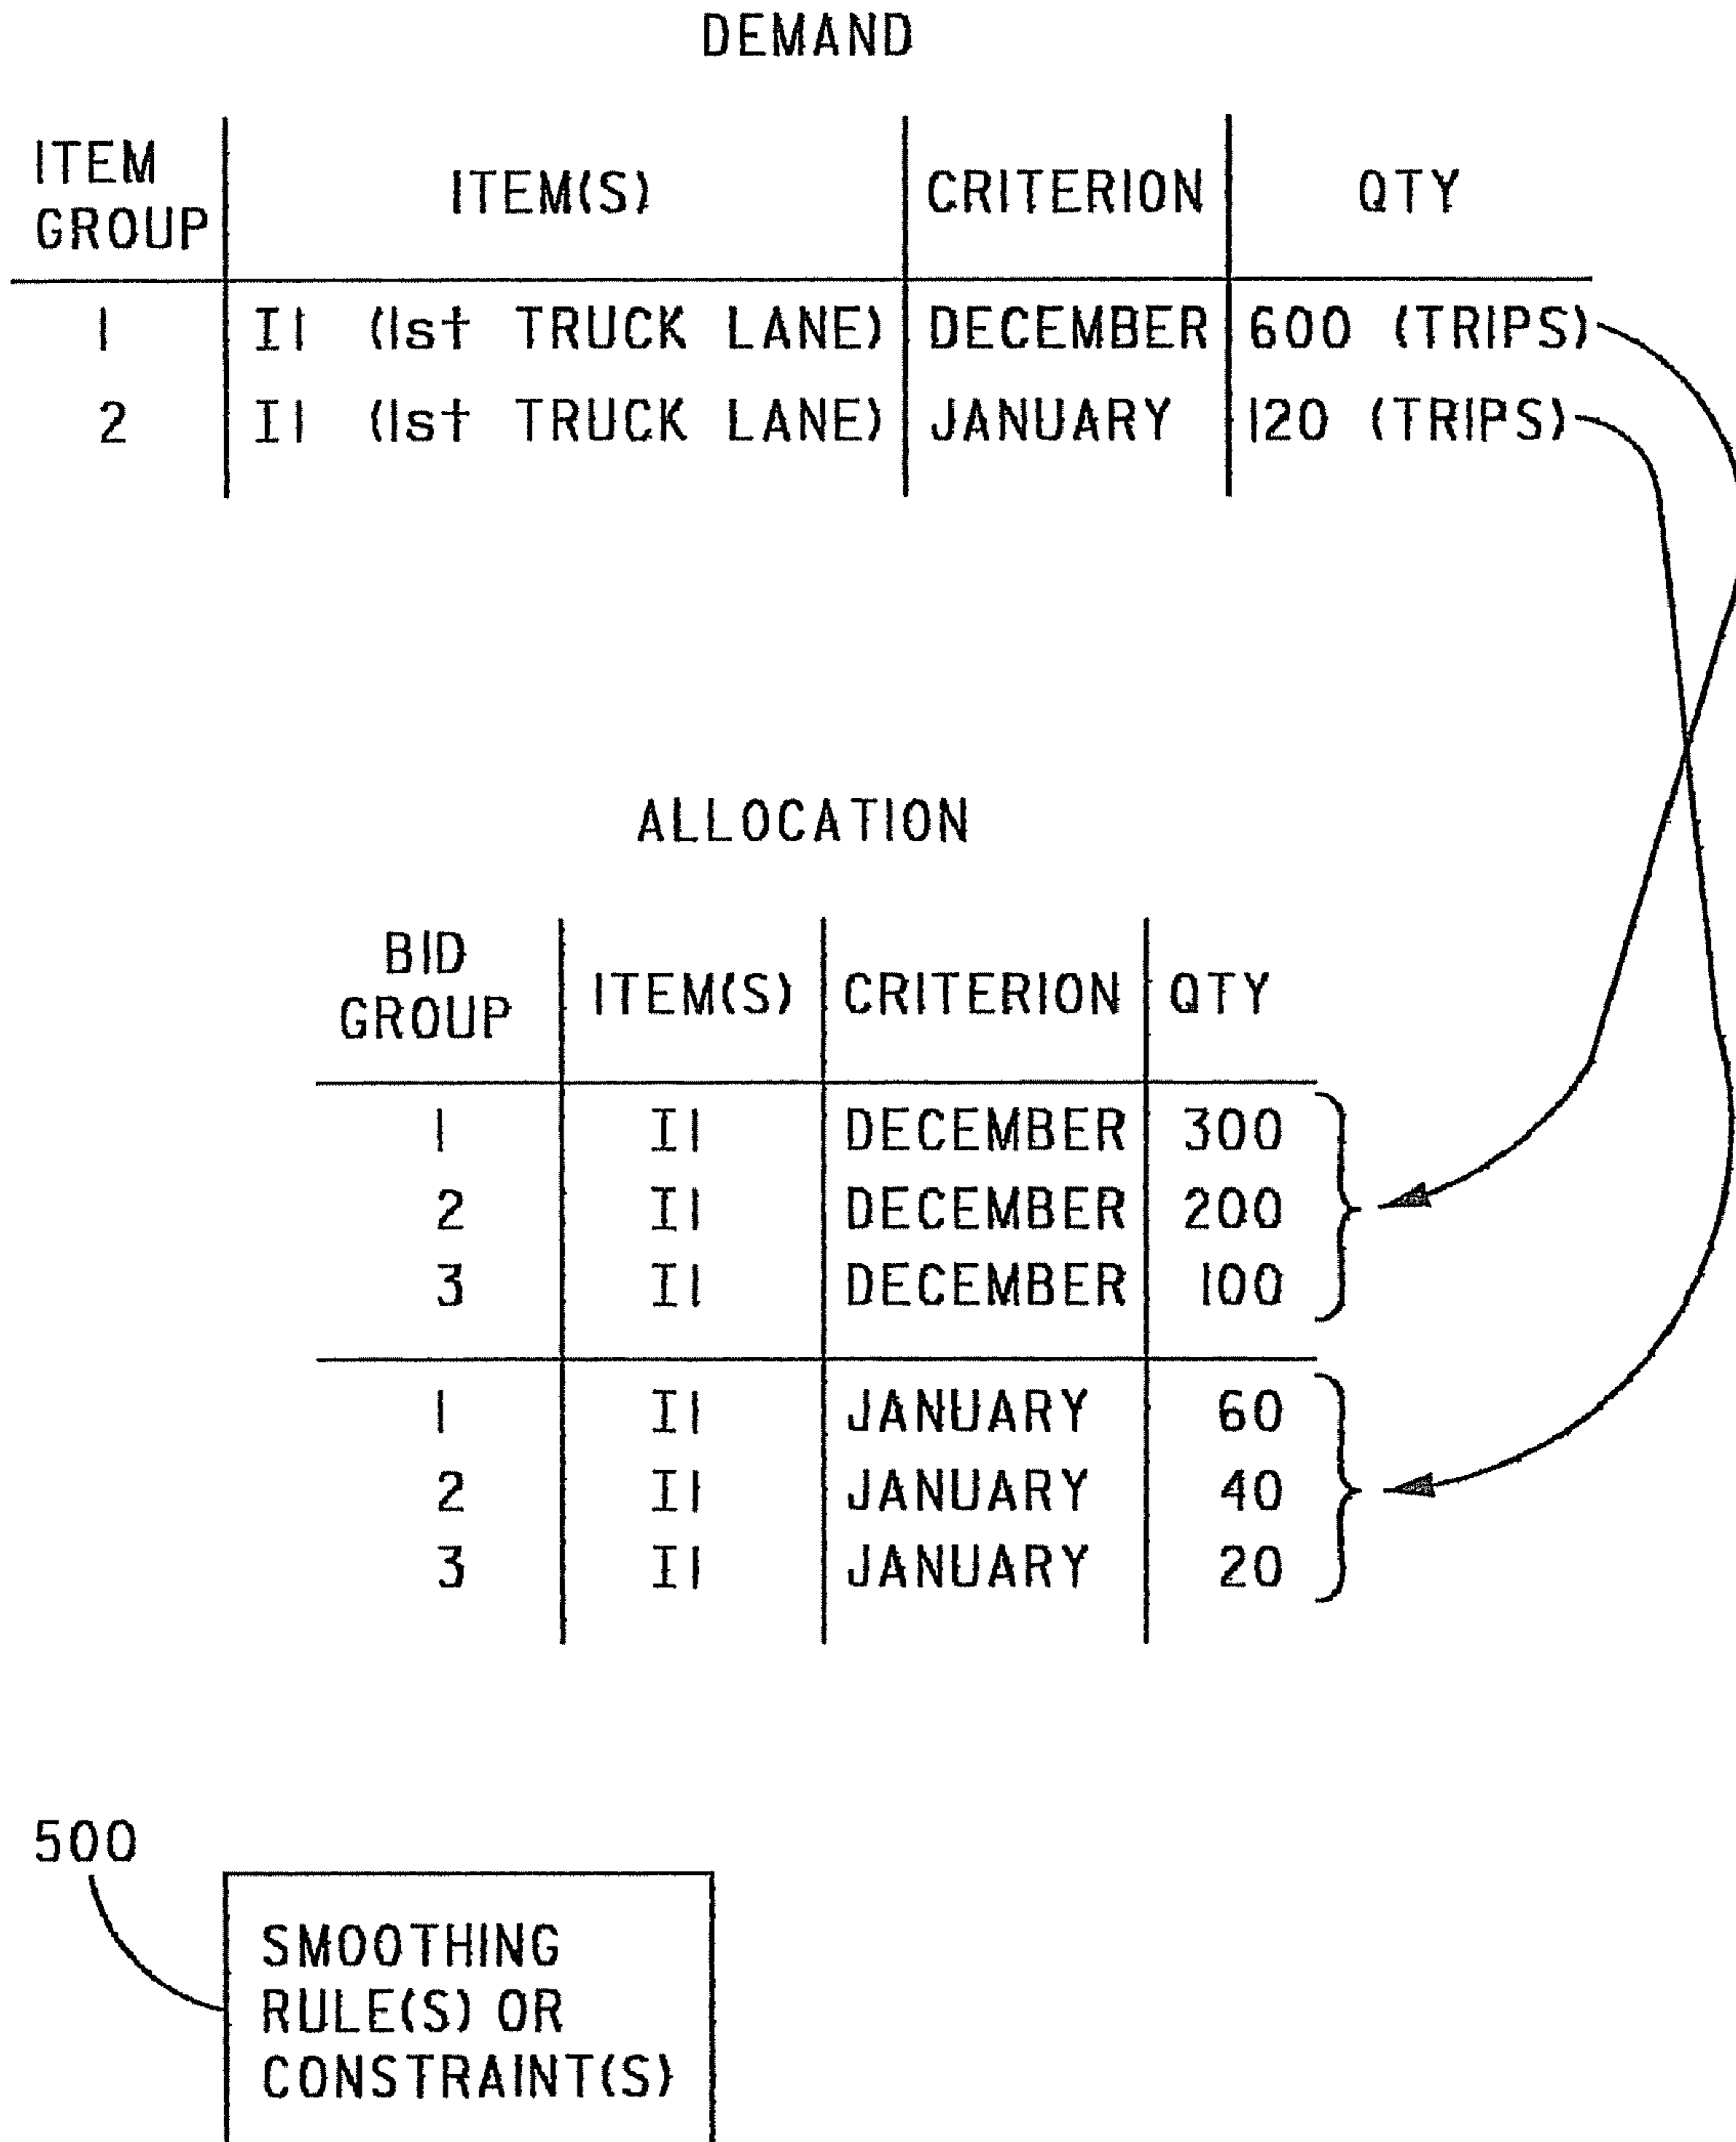 DEMAND
ITEM GROUP ITEM(S) CRITERION QTY
1 I1 (1st TRUCK LANE) DECEMBER 600 (TRIPS)
2 I1 (1st TRUCK LANE) JANUARY 120 (TRIPS)
ALLOCATION
BID GROUP ITEM(S) CRITERION QTY
1 I1 DECEMBER 300
2 I1 DECEMBER 200
3 I1 DECEMBER 100
1 I1 JANUARY 60
2 I1 JANUARY 40
3 I1 JANUARY 20
500
SMOOTHING
RULE(S) OR
CONSTRAINT(S)